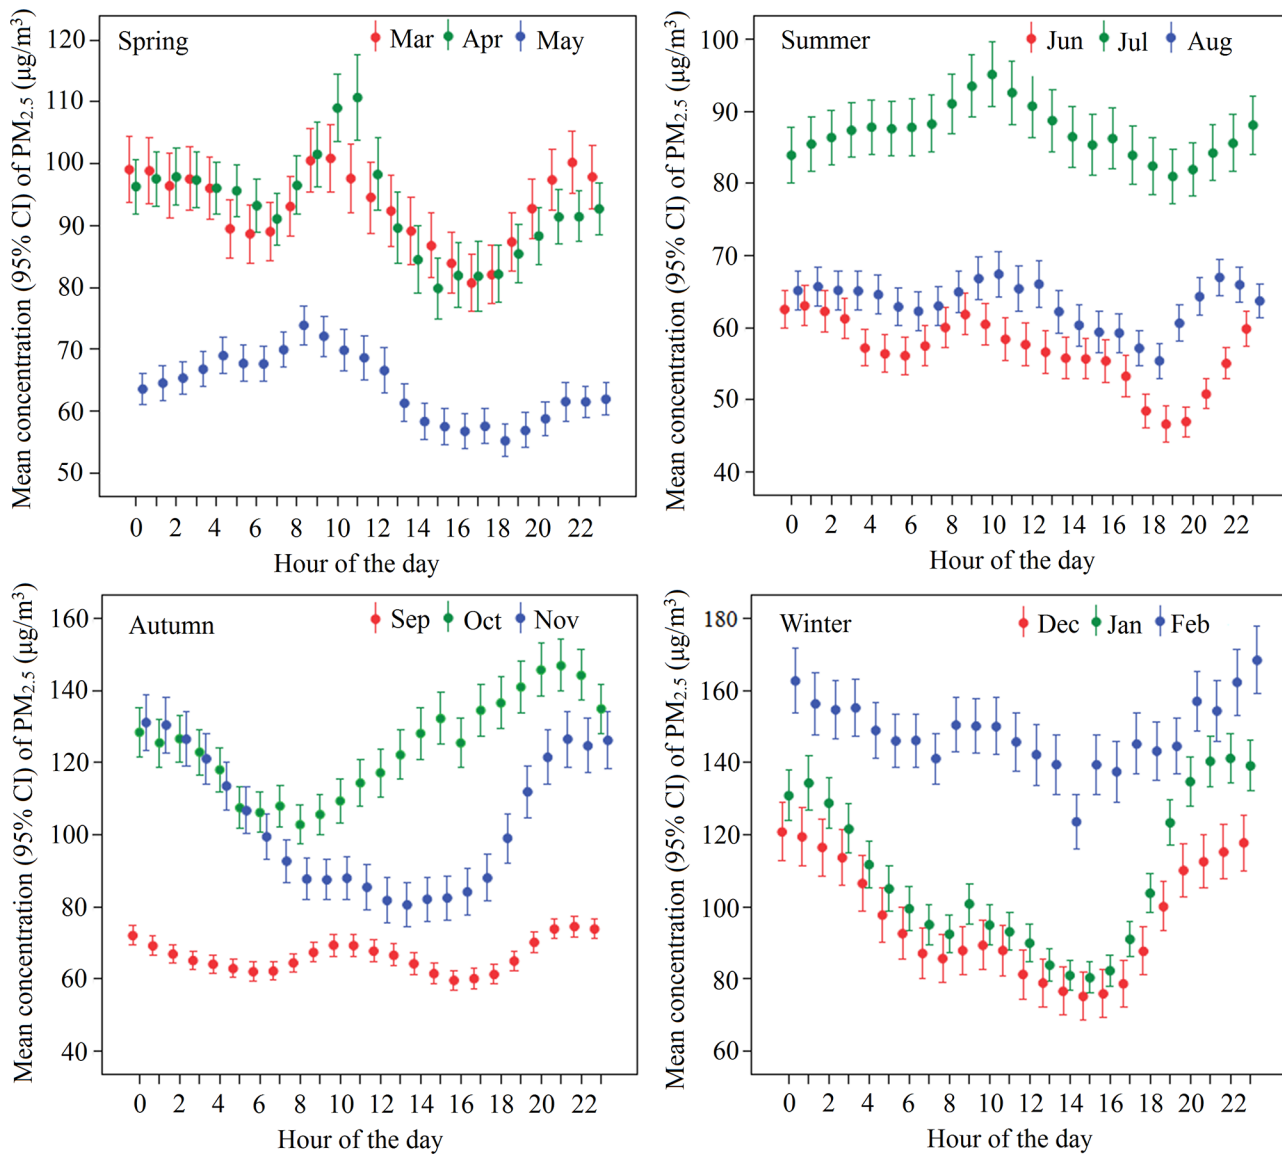 Spring
Mar Apr May
Mean concentration (95% CI) of PM2.5 (μg/m³)
120
110
100
90
80
70
60
50
0 2 4 6 8 10 12 14 16 18 20 22
Hour of the day
Summer
Jun Jul Aug
Mean concentration (95% CI) of PM2.5 (μg/m³)
100
90
80
70
60
50
40
0 2 4 6 8 10 12 14 16 18 20 22
Hour of the day
Autumn
Sep Oct Nov
Mean concentration (95% CI) of PM2.5 (μg/m³)
160
140
120
100
80
60
40
0 2 4 6 8 10 12 14 16 18 20 22
Hour of the day
Winter
Dec Jan Feb
Mean concentration (95% CI) of PM2.5 (μg/m³)
180
160
140
120
100
80
60
0 2 4 6 8 10 12 14 16 18 20 22
Hour of the day